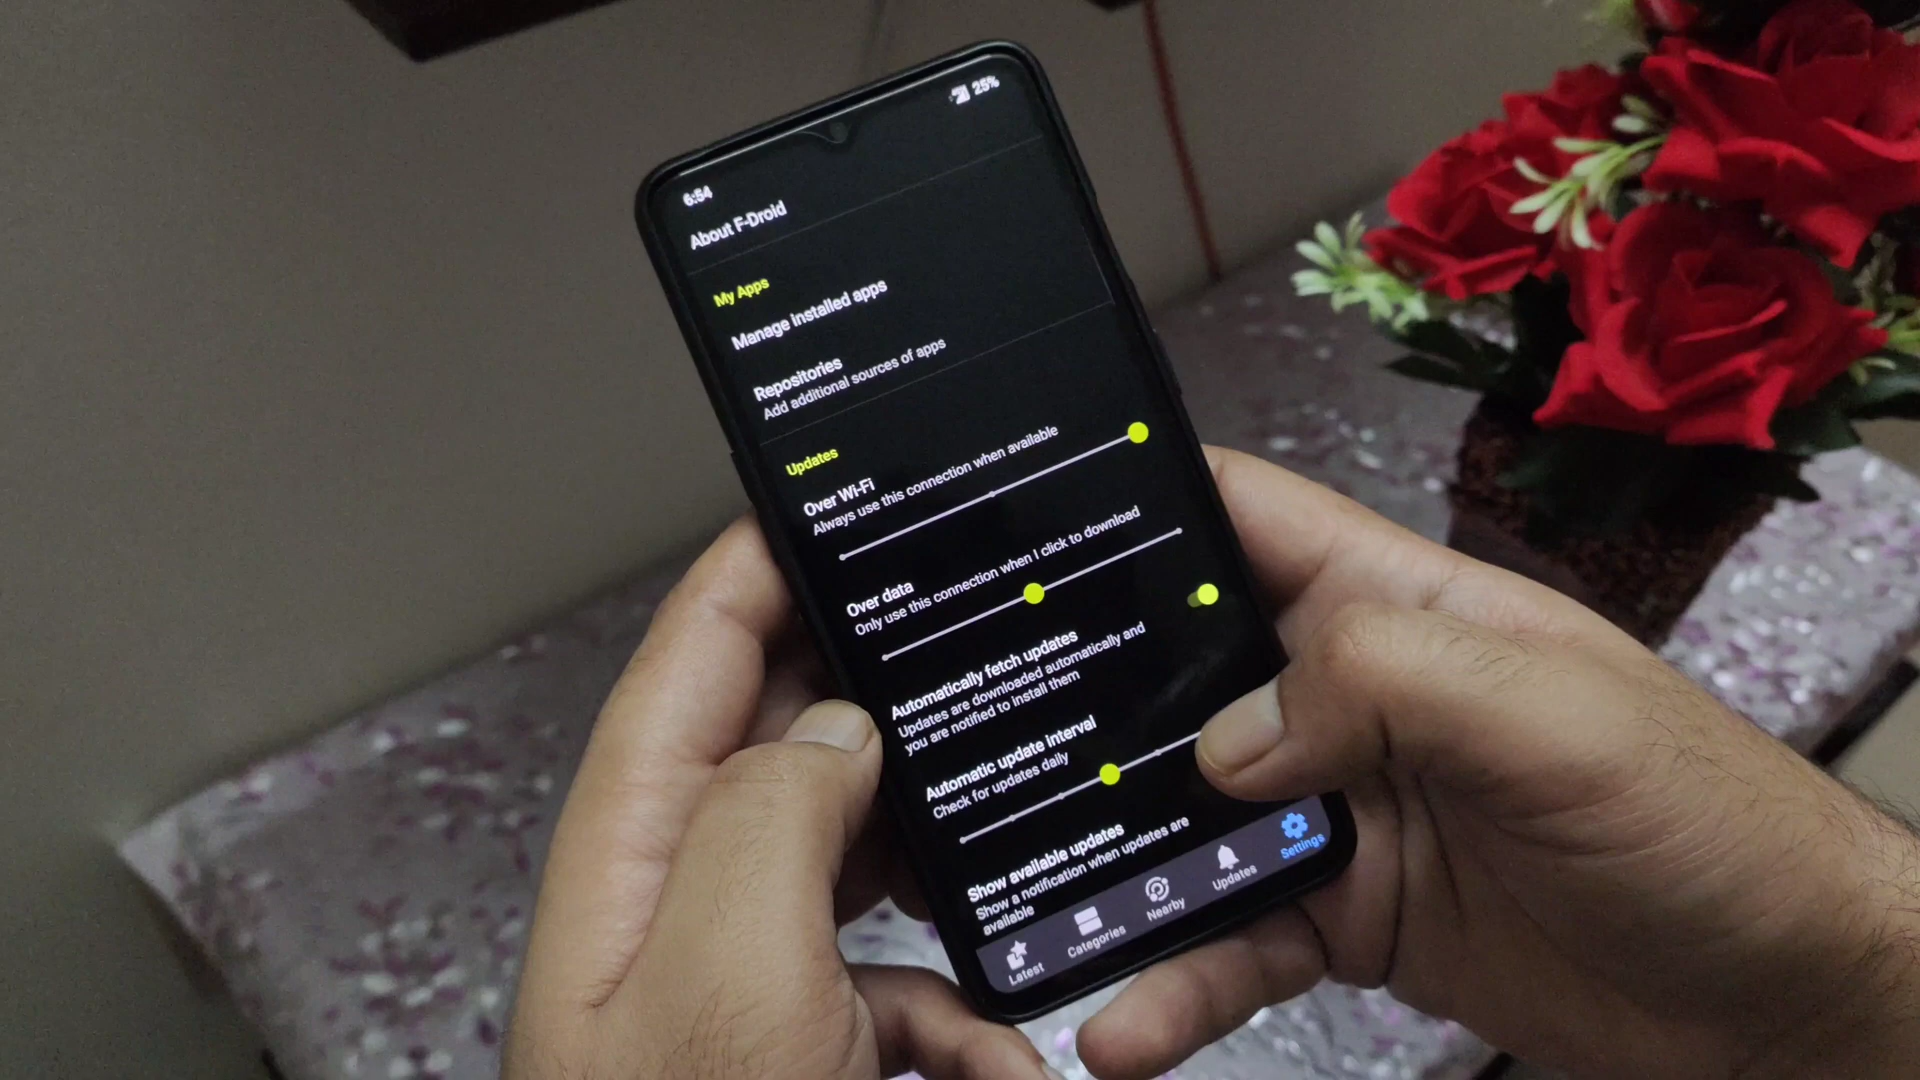 6:54
25%
About F-Droid
My Apps
Manage installed apps
Repositories
Add additional sources of apps
Updates
Over Wi-Fi
Always use this connection when available
Over data
Only use this connection when I click to download
Automatically fetch updates
Updates are downloaded automatically and
you are notified to install them
Automatic update interval
Check for updates daily
Show available updates
Show a notification when updates are
available
Latest
Categories
Nearby
Updates
Settings